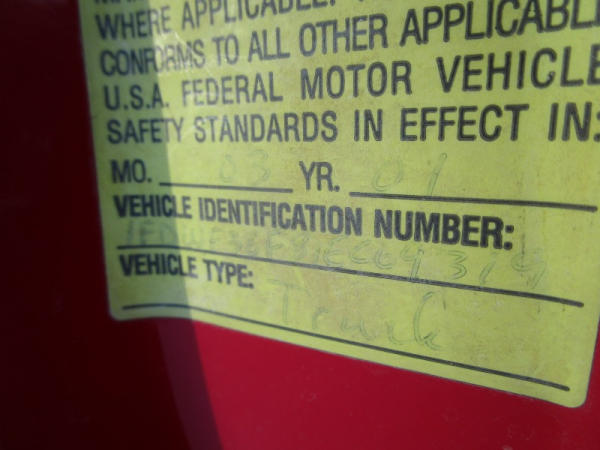 WHERE APPLICABLE.
CONFORMS TO ALL OTHER APPLICABLE
U.S.A. FEDERAL MOTOR VEHICLE
SAFETY STANDARDS IN EFFECT IN:
MO. 03 YR. 01
VEHICLE IDENTIFICATION NUMBER:
VEHICLE TYPE:
Truck